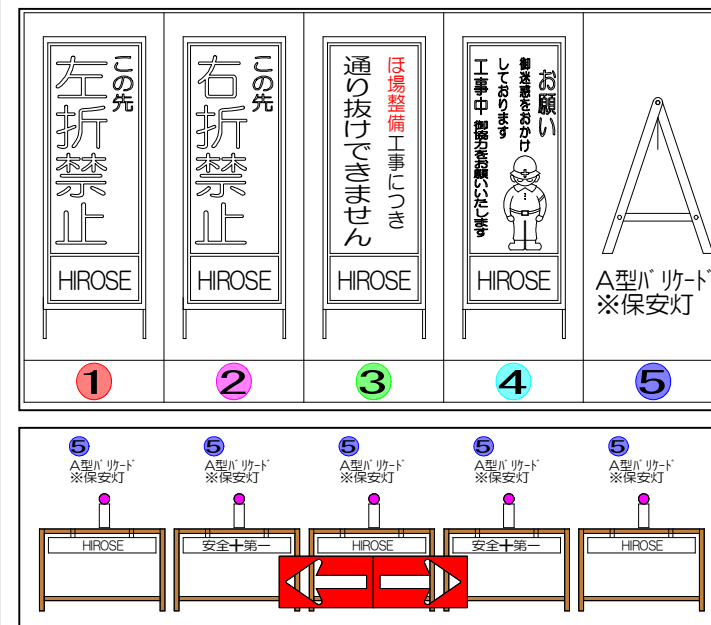 この先
左折禁止
HIROSE
この先
右折禁止
HIROSE
ほ場整備工事につき
通り抜けできません
HIROSE
お願い
御迷惑をおかけ
しております
工事中 御協力をお願いいたします
HIROSE
A型バリケード
※保安灯
1
2
3
4
5
5
A型バリケード
※保安灯
5
A型バリケード
※保安灯
5
A型バリケード
※保安灯
5
A型バリケード
※保安灯
5
A型バリケード
※保安灯
HIROSE
安全+第一
HIROSE
安全+第一
HIROSE